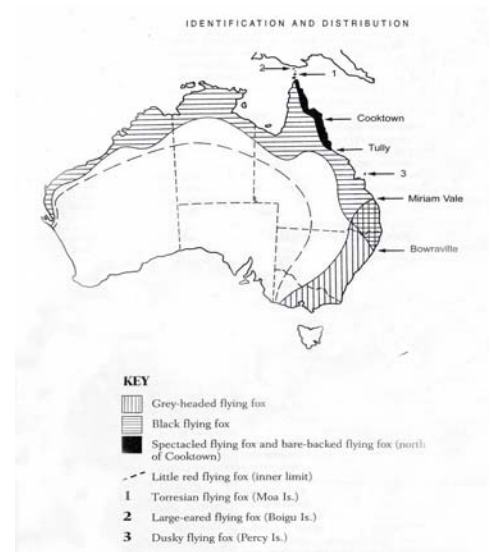 IDENTIFICATION AND DISTRIBUTION
2
1
Cooktown
Tully
3
Miriam Vale
Bowraville
KEY
Grey-headed flying fox
Black flying fox
Spectacled flying fox and bare-backed flying fox (north
of Cooktown)
Little red flying fox (inner limit)
1 Torresian flying fox (Moa Is.)
2 Large-eared flying fox (Boigu Is.)
3 Dusky flying fox (Percy Is.)